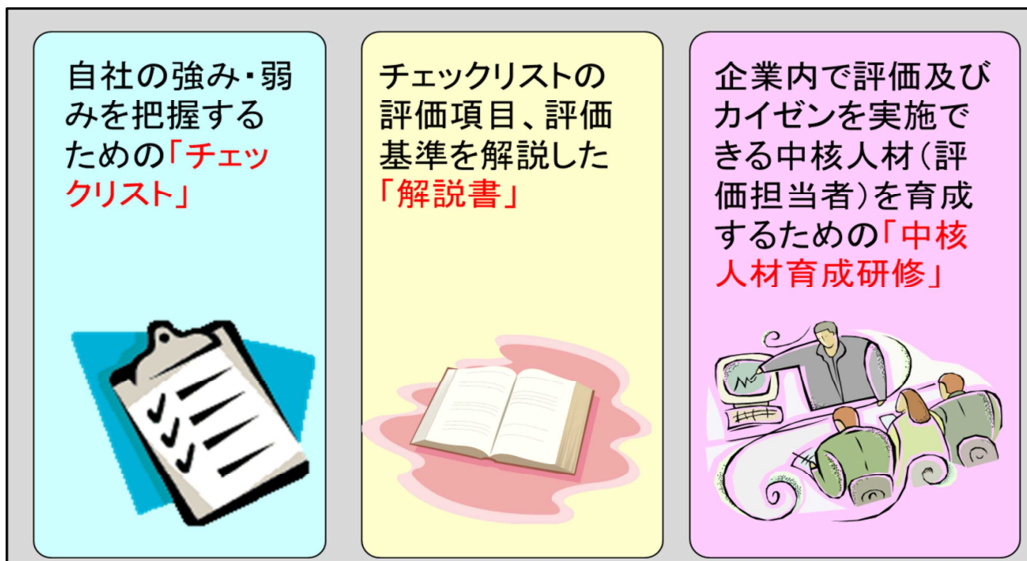 自社の強み・弱
みを把握する
ための「チェッ
クリスト」
チェックリストの
評価項目、評価
基準を解説した
「解説書」
企業内で評価及び
カイゼンを実施で
きる中核人材（評
価担当者）を育成
するための「中核
人材育成研修」